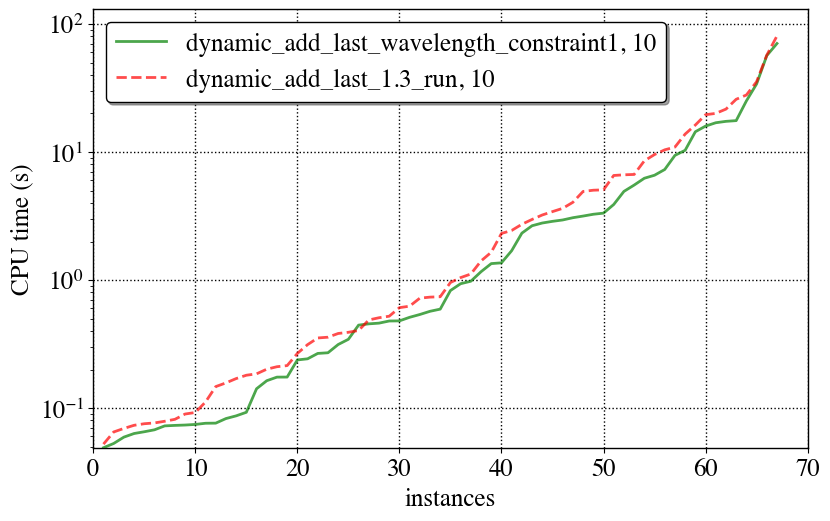 dynamic_add_last_wavelength_constraint1, 10
dynamic_add_last_1.3_run, 10
CPU time (s)
10²
10¹
10⁰
10⁻¹
0 10 20 30 40 50 60 70
instances